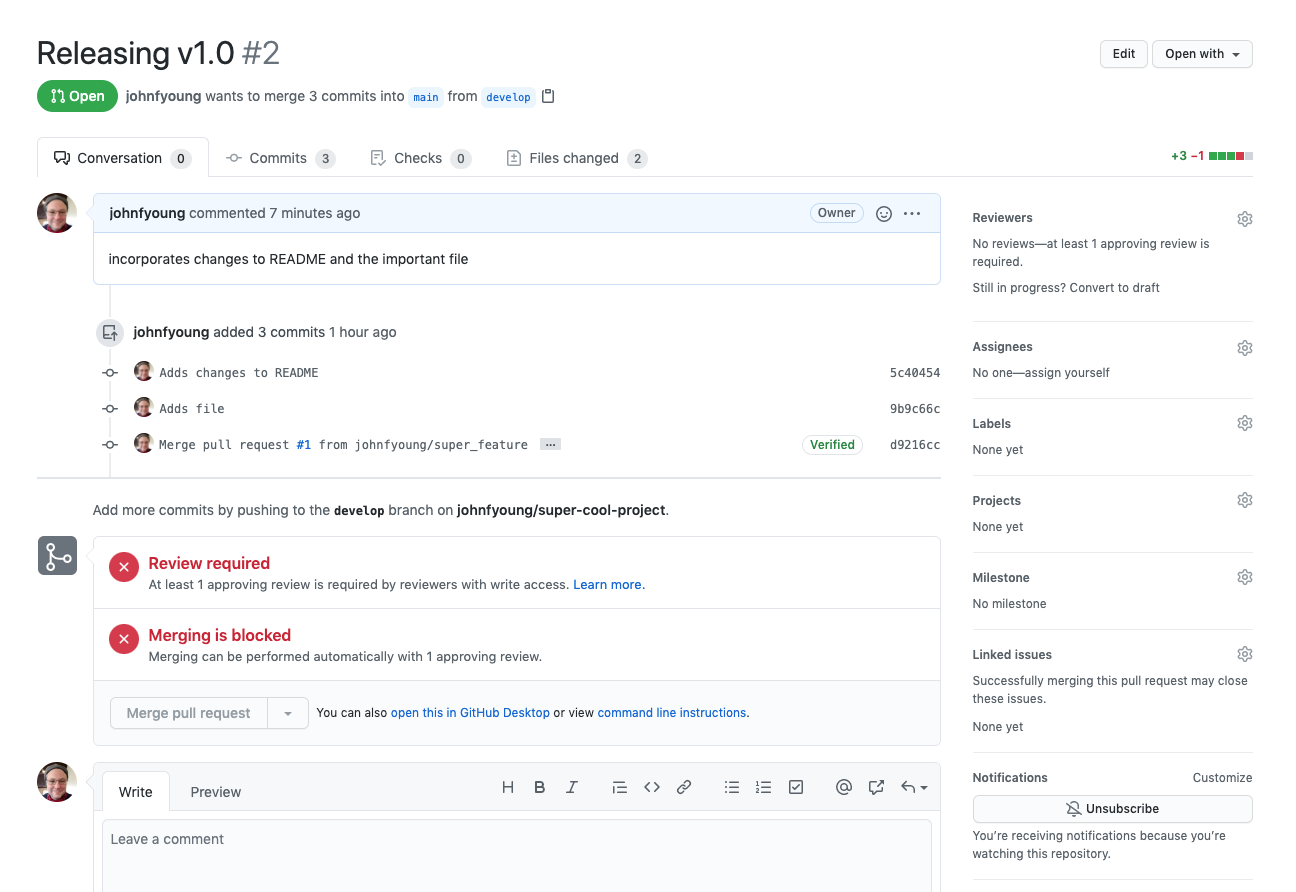 Releasing v1.0 #2
Edit
Open with
Open
johnfyoung wants to merge 3 commits into main from develop
Conversation 0
Commits 3
Checks 0
Files changed 2
+3 −1
johnfyoung commented 7 minutes ago
Owner
incorporates changes to README and the important file
johnfyoung added 3 commits 1 hour ago
Adds changes to README 5c40454
Adds file 9b9c66c
Merge pull request #1 from johnfyoung/super_feature … Verified d9216cc
Add more commits by pushing to the develop branch on johnfyoung/super-cool-project.
Review required
At least 1 approving review is required by reviewers with write access. Learn more.
Merging is blocked
Merging can be performed automatically with 1 approving review.
Merge pull request
You can also open this in GitHub Desktop or view command line instructions.
Write
Preview
Leave a comment
Reviewers
No reviews—at least 1 approving review is
required.
Still in progress? Convert to draft
Assignees
No one—assign yourself
Labels
None yet
Projects
None yet
Milestone
No milestone
Linked issues
Successfully merging this pull request may close
these issues.
None yet
Notifications
Customize
Unsubscribe
You’re receiving notifications because you’re
watching this repository.